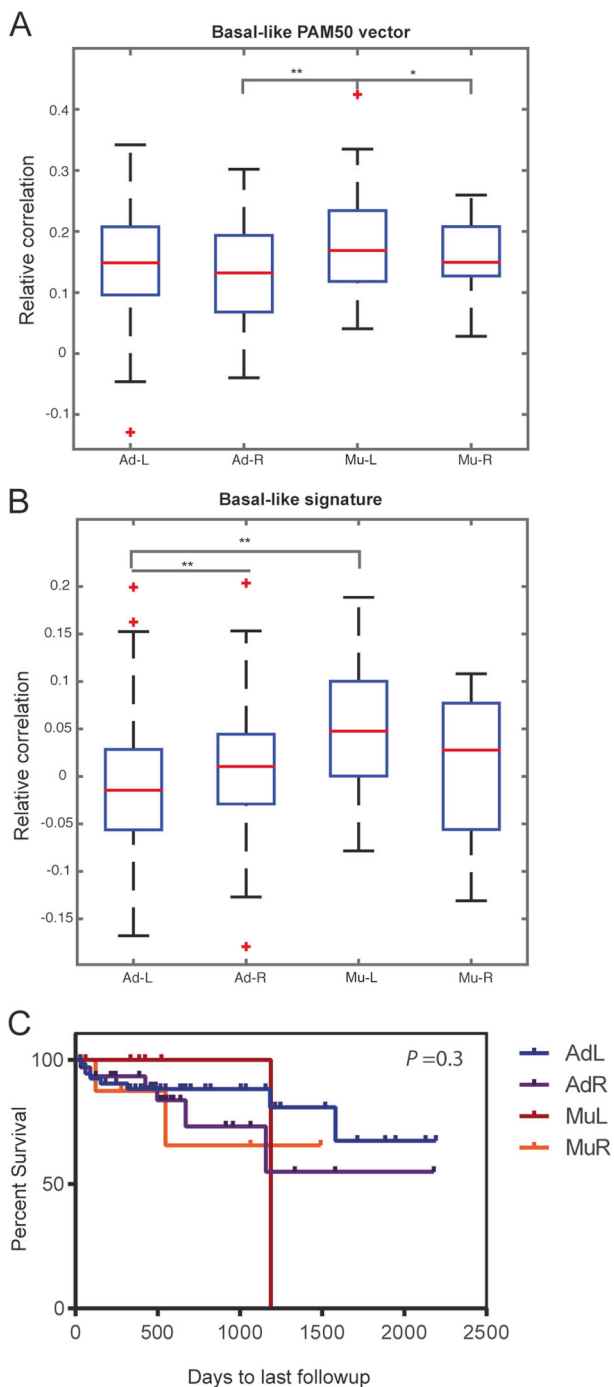 A
Basal-like PAM50 vector
** *
0.4
0.3
0.2
0.1
0
-0.1
Relative correlation
Ad-L Ad-R Mu-L Mu-R
B
Basal-like signature
**
**
0.2
0.15
0.1
0.05
0
-0.05
-0.1
-0.15
Relative correlation
Ad-L Ad-R Mu-L Mu-R
C
P =0.3
AdL
AdR
MuL
MuR
100
50
0
Percent Survival
0 500 1000 1500 2000 2500
Days to last followup